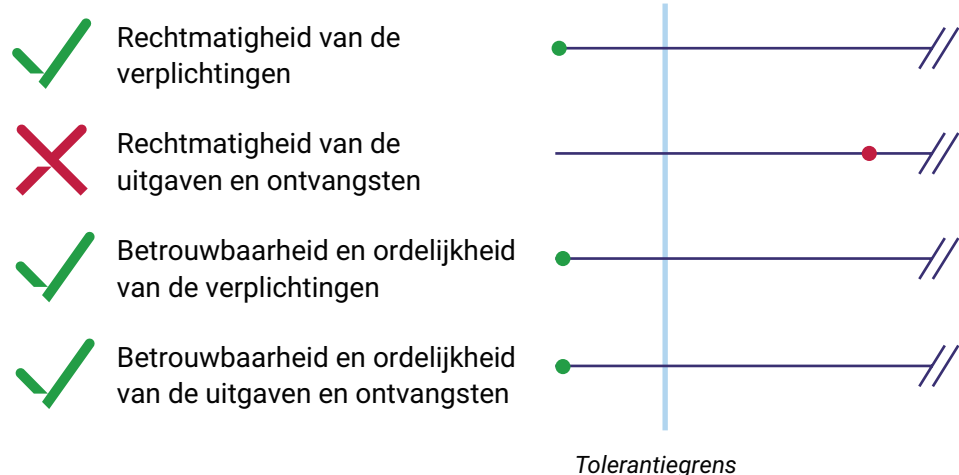 Rechtmatigheid van de
verplichtingen
Rechtmatigheid van de
uitgaven en ontvangsten
Betrouwbaarheid en ordelijkheid
van de verplichtingen
Betrouwbaarheid en ordelijkheid
van de uitgaven en ontvangsten
Tolerantiegrens